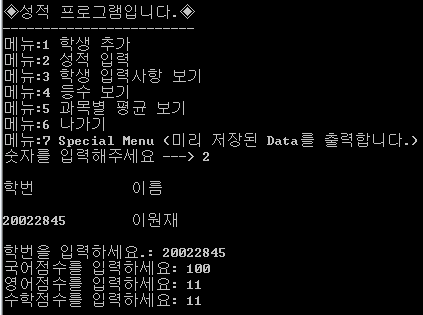 ◈성적 프로그램입니다.◈
------------------------
메뉴:1 학생 추가
메뉴:2 성적 입력
메뉴:3 학생 입력사항 보기
메뉴:4 등수 보기
메뉴:5 과목별 평균 보기
메뉴:6 나가기
메뉴:7 Special Menu (미리 저장된 Data를 출력합니다.)
숫자를 입력해주세요 ---> 2
학번 이름
20022845 이원재
학번을 입력하세요.: 20022845
국어점수를 입력하세요: 100
영어점수를 입력하세요: 11
수학점수를 입력하세요: 11